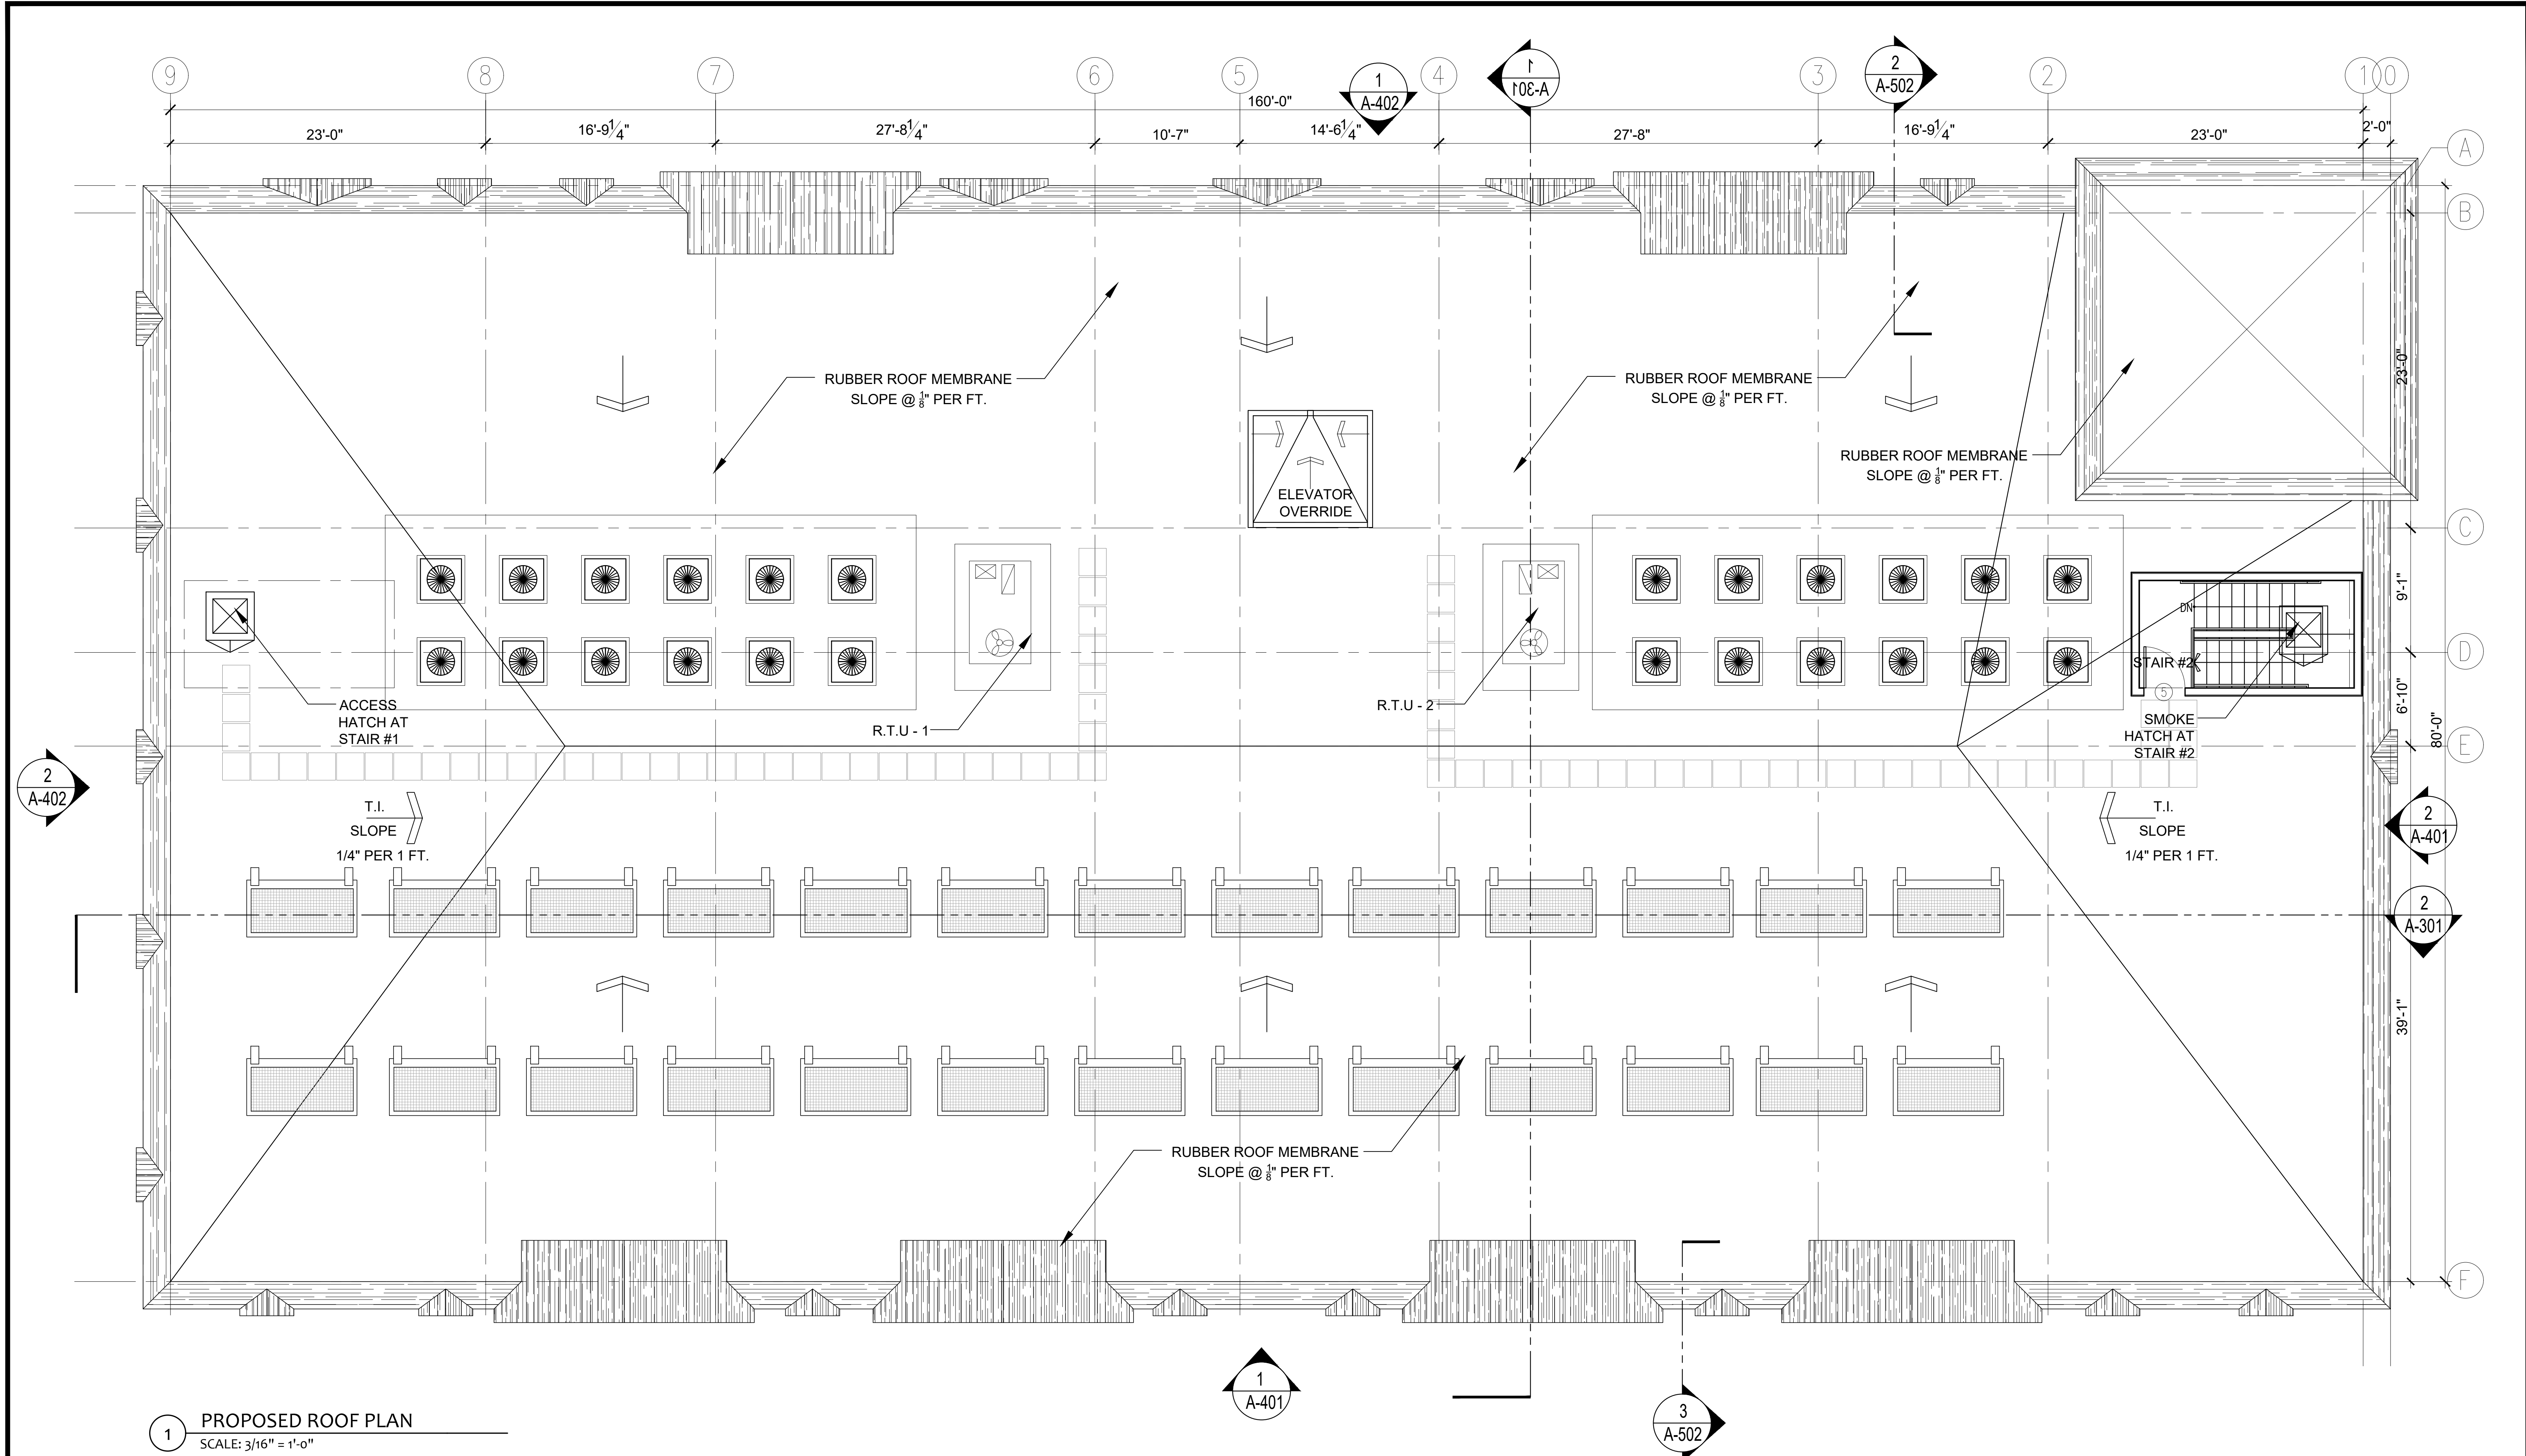 9
8
7
6
5
4
3
2
1
0
1
A-402
1
A-301
2
A-502
160'-0"
23'-0"
16'-9 1/4"
27'-8 1/4"
10'-7"
14'-6 1/4"
27'-8"
16'-9 1/4"
23'-0"
2'-0"
A
B
RUBBER ROOF MEMBRANE
SLOPE @ 1/8" PER FT.
RUBBER ROOF MEMBRANE
SLOPE @ 1/8" PER FT.
23'-0"
RUBBER ROOF MEMBRANE
SLOPE @ 1/8" PER FT.
ELEVATOR
OVERRIDE
C
9'-1"
DN
D
STAIR #2
5
6'-10"
ACCESS
HATCH AT
STAIR #1
R.T.U - 1
R.T.U - 2
SMOKE
HATCH AT
STAIR #2
80'-0"
E
2
A-402
T.I.
SLOPE
1/4" PER 1 FT.
T.I.
SLOPE
1/4" PER 1 FT.
2
A-401
2
A-301
39'-1"
RUBBER ROOF MEMBRANE
SLOPE @ 1/8" PER FT.
F
1
A-401
3
A-502
1
PROPOSED ROOF PLAN
SCALE: 3/16" = 1'-0"